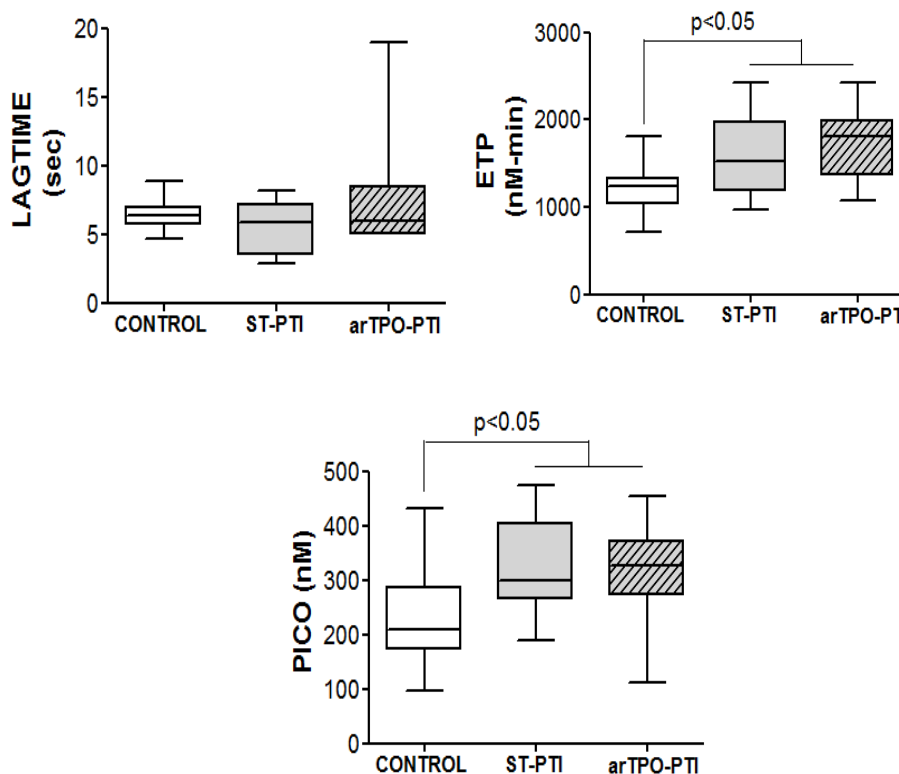 LAGTIME
(sec)
20
15
10
5
0
CONTROL
ST-PTI
arTPO-PTI
p<0.05
ETP
(nM-min)
3000
2000
1000
0
CONTROL
ST-PTI
arTPO-PT
p<0.05
PICO (nM)
500
400
300
200
100
0
CONTROL
ST-PTI
arTPO-PTI